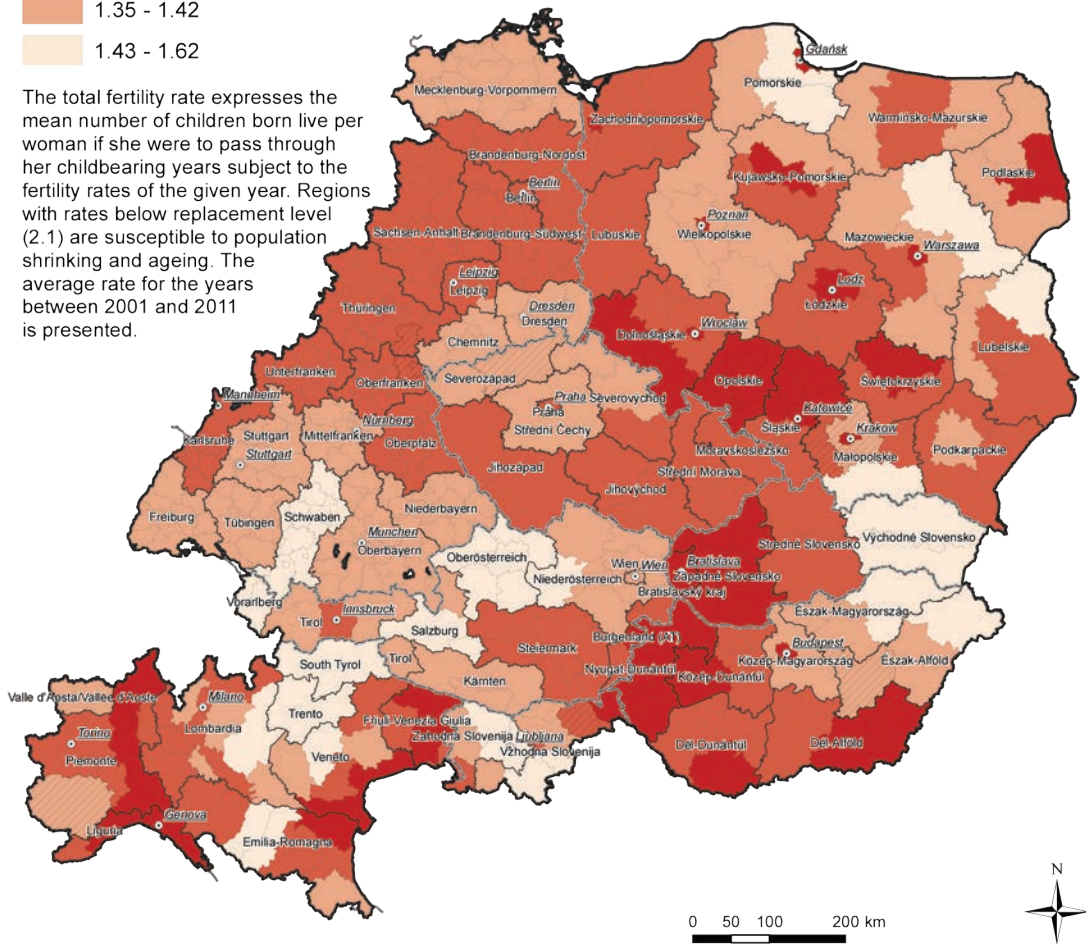 1.35 - 1.42
1.43 - 1.62
The total fertility rate expresses the
mean number of children born live per
woman if she were to pass through
her childbearing years subject to the
fertility rates of the given year. Regions
with rates below replacement level
(2.1) are susceptible to population
shrinking and ageing. The
average rate for the years
between 2001 and 2011
is presented.
Gdańsk
Pomorskie
Mecklenburg-Vorpommern
Zachodniopomorskie
Warmińsko-Mazurskie
Brandenburg-Nordost
Podlaskie
Kujawsko-Pomorskie
Berlin
Berlin
Poznań
Wielkopolskie
Sachsen-Anhalt
Brandenburg-Südwest
Lubuskie
Mazowieckie
Warszawa
Leipzig
Leipzig
Lodz
Łódzkie
Thüringen
Dresden
Dresden
Wroclaw
Dolnośląskie
Chemnitz
Lubelskie
Unterfranken
Oberfranken
Severozápad
Opolskie
Świętokrzyskie
Mannheim
Praha
Praha
Severovýchod
Katowice
Śląskie
Nürnberg
Krakow
Karlsruhe
Stuttgart
Mittelfranken
Oberpfalz
Střední Čechy
Stuttgart
Moravskoslezsko
Małopolskie
Podkarpackie
Jihozápad
Střední Morava
Jihovýchod
Freiburg
Tübingen
Schwaben
Niederbayern
Munchen
Oberbayern
Oberösterreich
Stredné Slovensko
Východné Slovensko
Wien
Wien
Bratislava
Niederösterreich
Západné Slovensko
Bratislavský kraj
Vorarlberg
Innsbruck
Tirol
Salzburg
Észak-Magyarország
Burgenland (A1)
Steiermark
Budapest
South Tyrol
Tirol
Nyugat-Dunántúl
Közép-Dunántúl
Közép-Magyarország
Észak-Alföld
Kärnten
Valle d'Aosta/Vallée d'Aoste
Milano
Trento
Lombardia
Friuli-Venezia Giulia
Torino
Zahodna Slovenija
Ljubljana
Piemonte
Veneto
Vzhodna Slovenija
Dél-Dunántúl
Dél-Alföld
Genova
Liguria
Emilia-Romagna
N
0 50 100 200 km